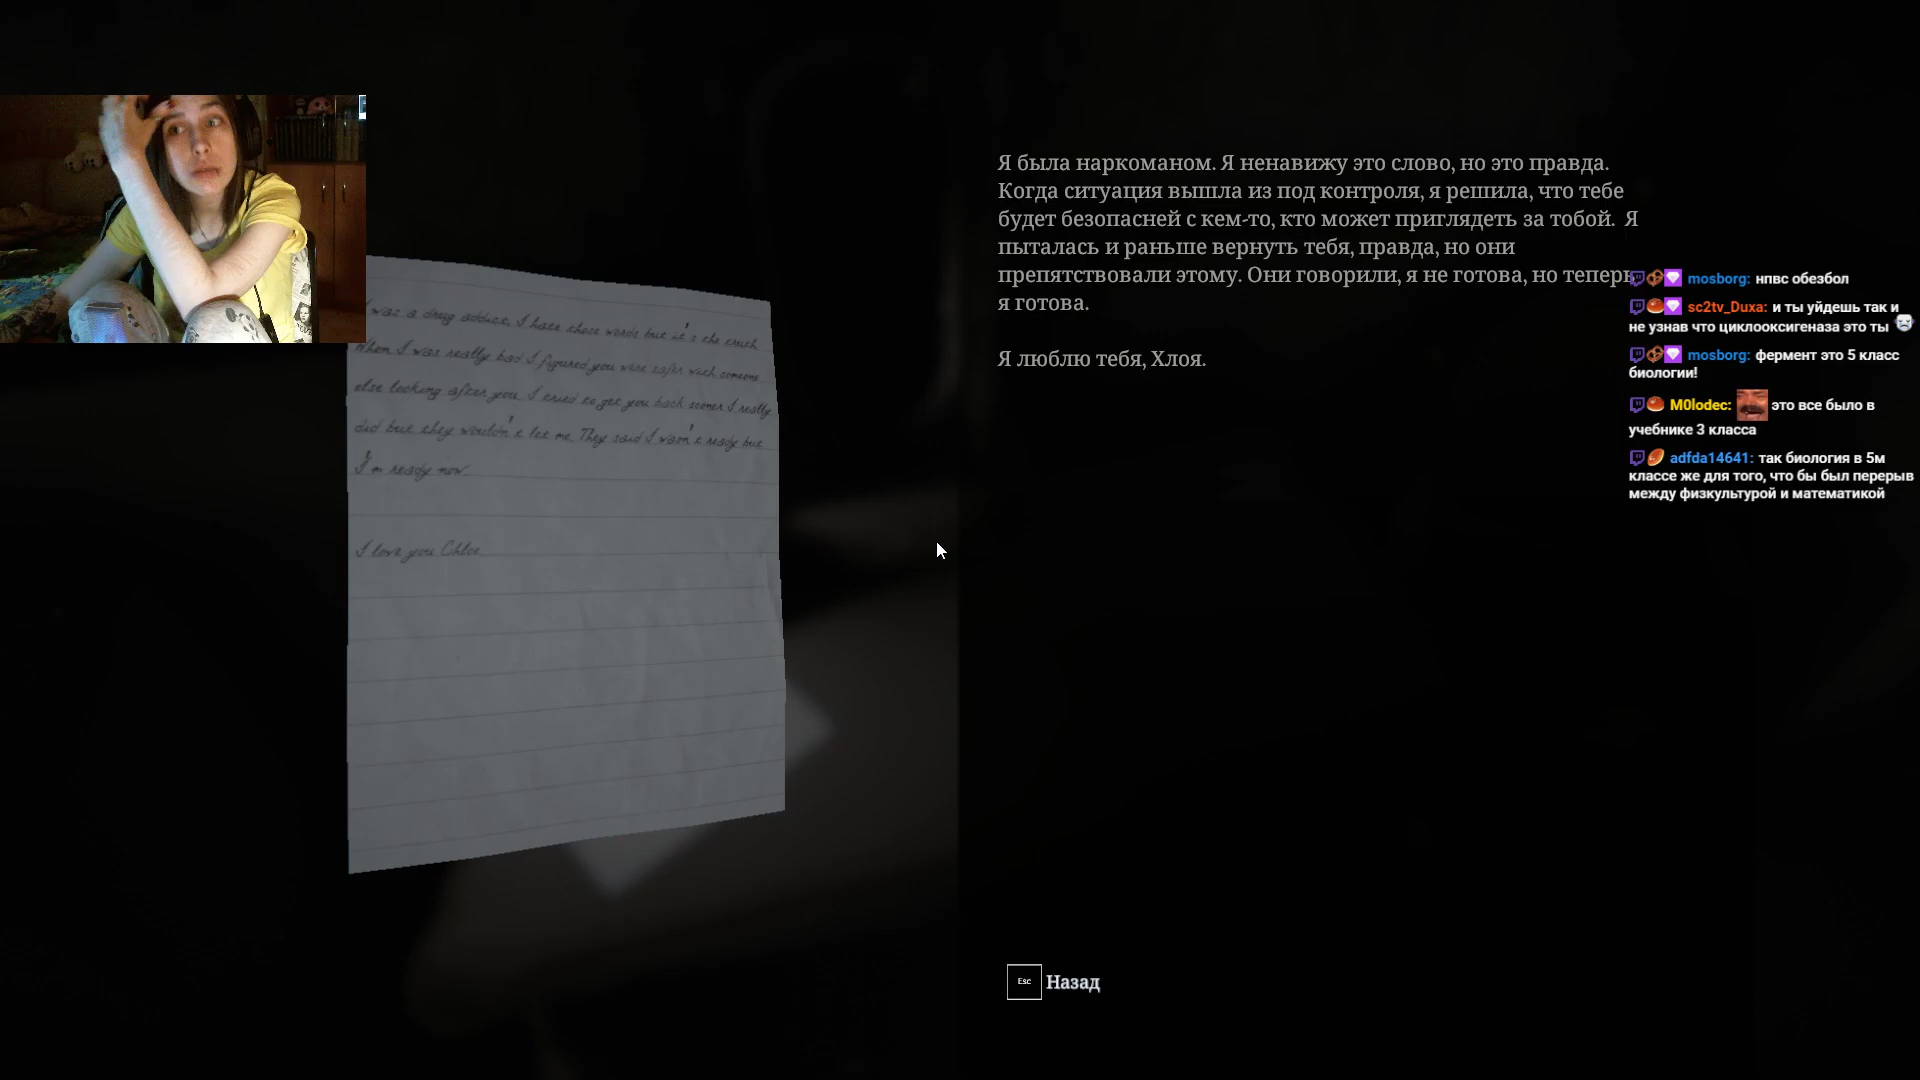 I was a drug addict, I hate those words but it's the truth
When I was really bad I figured you were safer with someone
else looking after you. I tried to get you back sooner I really
did but they wouldn't let me. They said I wasn't ready but
I'm ready now.
I love you Chloe
Я была наркоманом. Я ненавижу это слово, но это правда.
Когда ситуация вышла из под контроля, я решила, что тебе
будет безопасней с кем-то, кто может приглядеть за тобой. Я
пыталась и раньше вернуть тебя, правда, но они
препятствовали этому. Они говорили, я не готова, но теперь
я готова.
Я люблю тебя, Хлоя.
mosborg: нпвс обезбол
sc2tv_Duxa: и ты уйдешь так и
не узнав что циклооксигеназа это ты
mosborg: фермент это 5 класс
биологии!
M0lodec: это все было в
учебнике 3 класса
adfda14641: так биология в 5м
классе же для того, что бы был перерыв
между физкультурой и математикой
Esc Назад